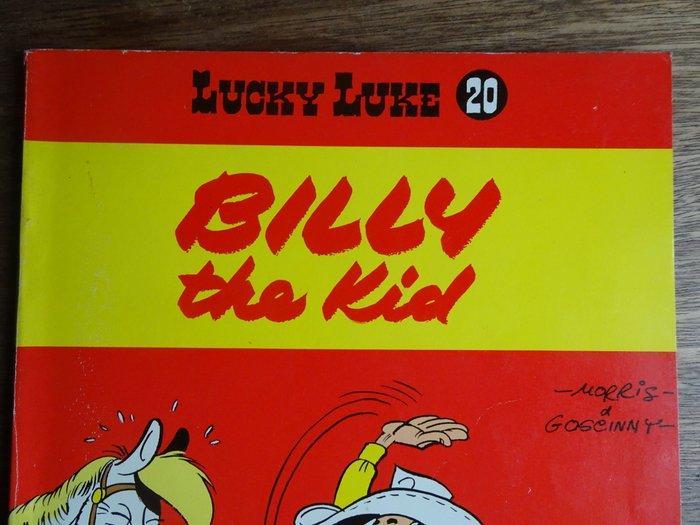 LUCKY LUKE 20
BILLY
the Kid
-MORRIS-
&
GOSCINNY-